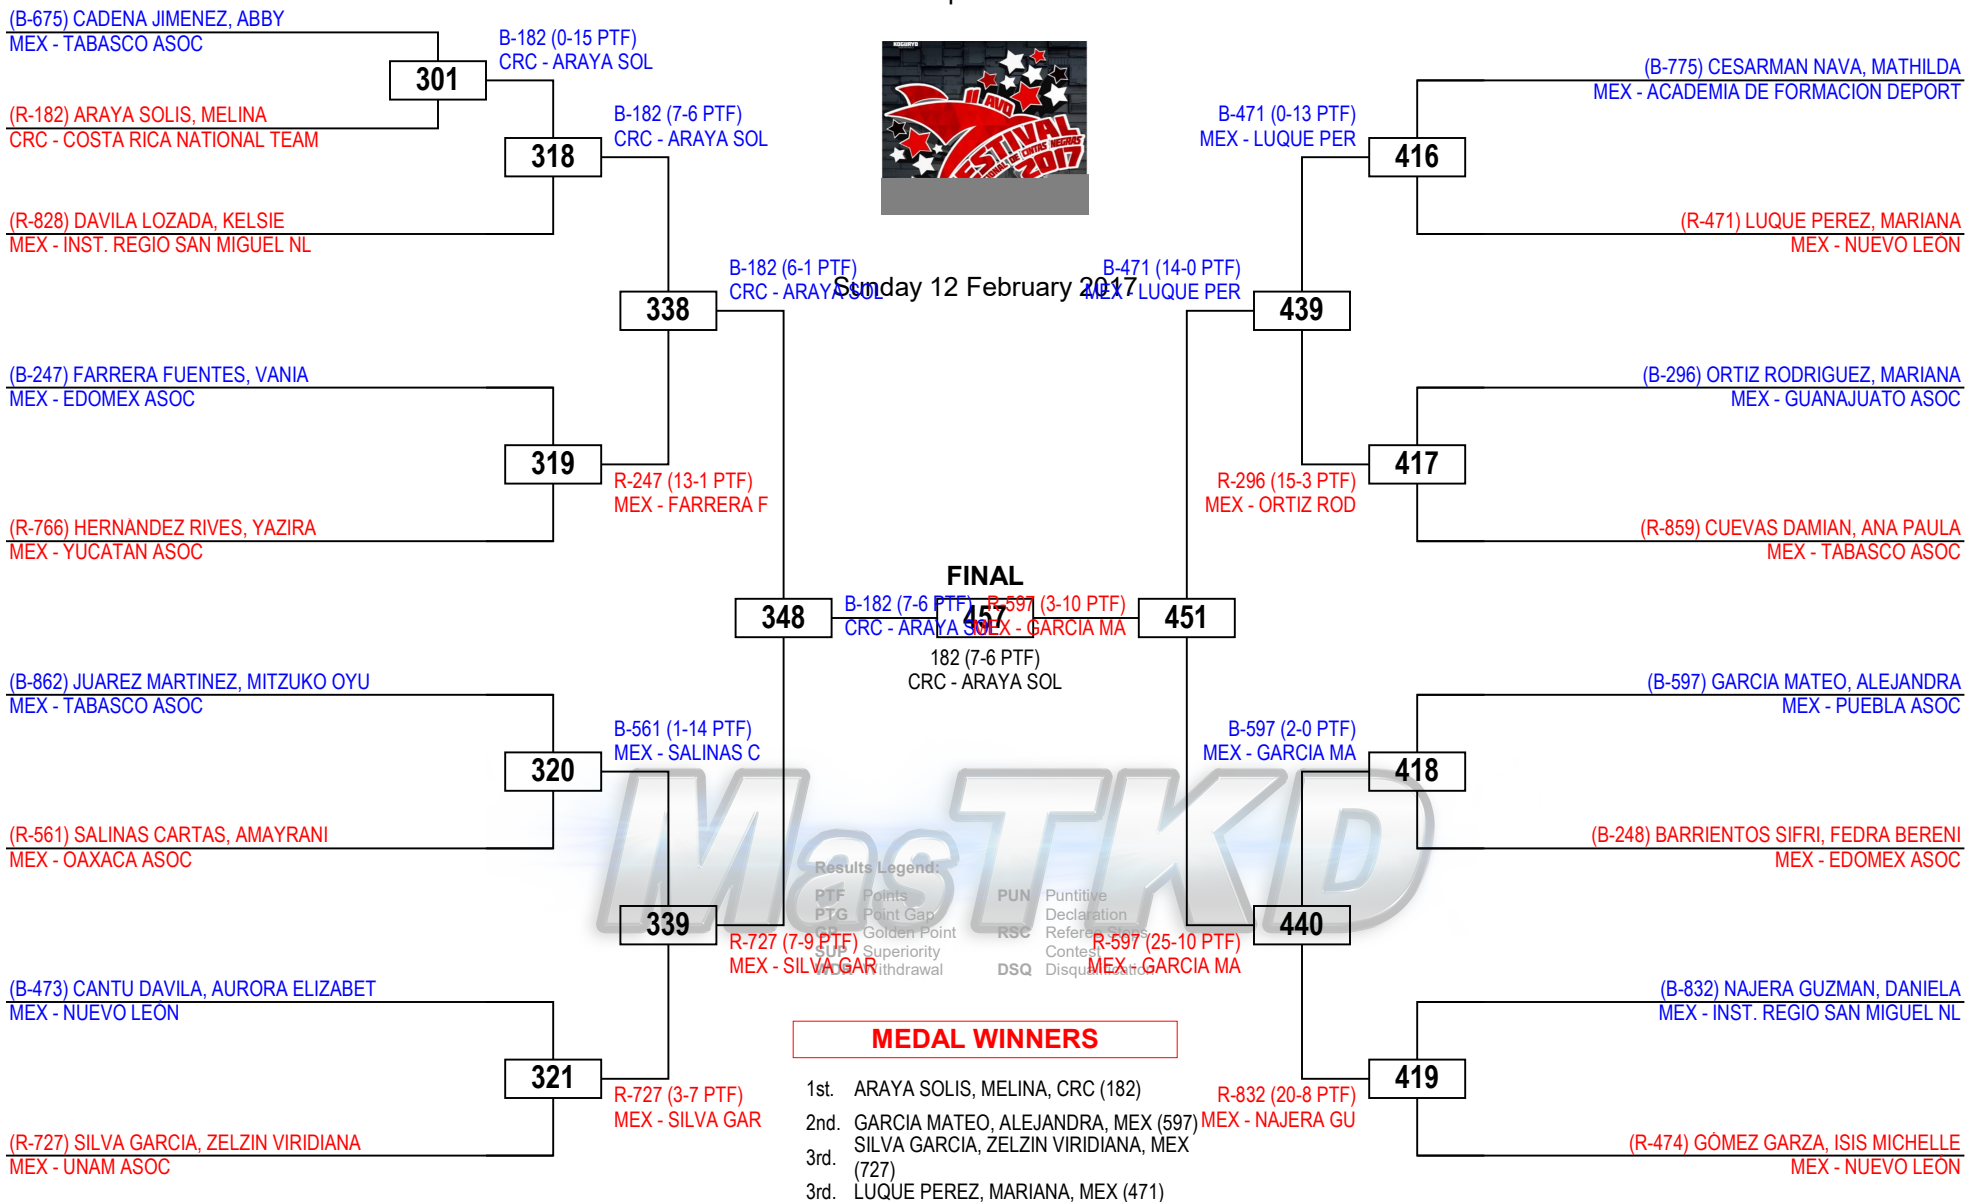 (B-675) CADENA JIMENEZ, ABBY
MEX - TABASCO ASOC
(R-182) ARAYA SOLIS, MELINA
CRC - COSTA RICA NATIONAL TEAM
(R-828) DAVILA LOZADA, KELSIE
MEX - INST. REGIO SAN MIGUEL NL
(B-247) FARRERA FUENTES, VANIA
MEX - EDOMEX ASOC
(R-766) HERNÁNDEZ RIVES, YAZIRA
MEX - YUCATAN ASOC
(B-862) JUAREZ MARTINEZ, MITZUKO OYU
MEX - TABASCO ASOC
(R-561) SALINAS CARTAS, AMAYRANI
MEX - OAXACA ASOC
(B-473) CANTU DAVILA, AURORA ELIZABET
MEX - NUEVO LEÓN
(R-727) SILVA GARCIA, ZELZIN VIRIDIANA
MEX - UNAM ASOC
301
B-182 (0-15 PTF)
CRC - ARAYA SOL
318
B-182 (7-6 PTF)
CRC - ARAYA SOL
319
R-247 (13-1 PTF)
MEX - FARRERA F
320
B-561 (1-14 PTF)
MEX - SALINAS C
321
R-727 (3-7 PTF)
MEX - SILVA GAR
338
B-182 (6-1 PTF)
CRC - ARAYA SOL
339
R-727 (7-9 PTF)
MEX - SILVA GAR
348
B-182 (7-6 PTF)
CRC - ARAYA SOL
KOGURYO
II AVO
FESTIVAL
DE CINTAS NEGRAS
2017
Sunday 12 February 2017
FINAL
457
182 (7-6 PTF)
CRC - ARAYA SOL
R-597 (3-10 PTF)
MEX - GARCIA MA
451
B-471 (14-0 PTF)
MEX - LUQUE PER
439
R-597 (25-10 PTF)
MEX - GARCIA MA
440
B-471 (0-13 PTF)
MEX - LUQUE PER
416
R-296 (15-3 PTF)
MEX - ORTIZ ROD
417
B-597 (2-0 PTF)
MEX - GARCIA MA
418
R-832 (20-8 PTF)
MEX - NAJERA GU
419
(B-775) CESARMAN NAVA, MATHILDA
MEX - ACADEMIA DE FORMACION DEPORT
(R-471) LUQUE PEREZ, MARIANA
MEX - NUEVO LEÓN
(B-296) ORTIZ RODRIGUEZ, MARIANA
MEX - GUANAJUATO ASOC
(R-859) CUEVAS DAMIAN, ANA PAULA
MEX - TABASCO ASOC
(B-597) GARCIA MATEO, ALEJANDRA
MEX - PUEBLA ASOC
(B-248) BARRIENTOS SIFRI, FEDRA BERENI
MEX - EDOMEX ASOC
(B-832) NAJERA GUZMAN, DANIELA
MEX - INST. REGIO SAN MIGUEL NL
(R-474) GÓMEZ GARZA, ISIS MICHELLE
MEX - NUEVO LEÓN
MasTKD
Results Legend:
PTF Points
PTG Point Gap
GP Golden Point
SUP Superiority
WDR Withdrawal
PUN Puntitive
Declaration
RSC Referee Stops
Contest
DSQ Disqualification
MEDAL WINNERS
1st. ARAYA SOLIS, MELINA, CRC (182)
2nd. GARCIA MATEO, ALEJANDRA, MEX (597)
3rd. SILVA GARCIA, ZELZIN VIRIDIANA, MEX
(727)
3rd. LUQUE PEREZ, MARIANA, MEX (471)